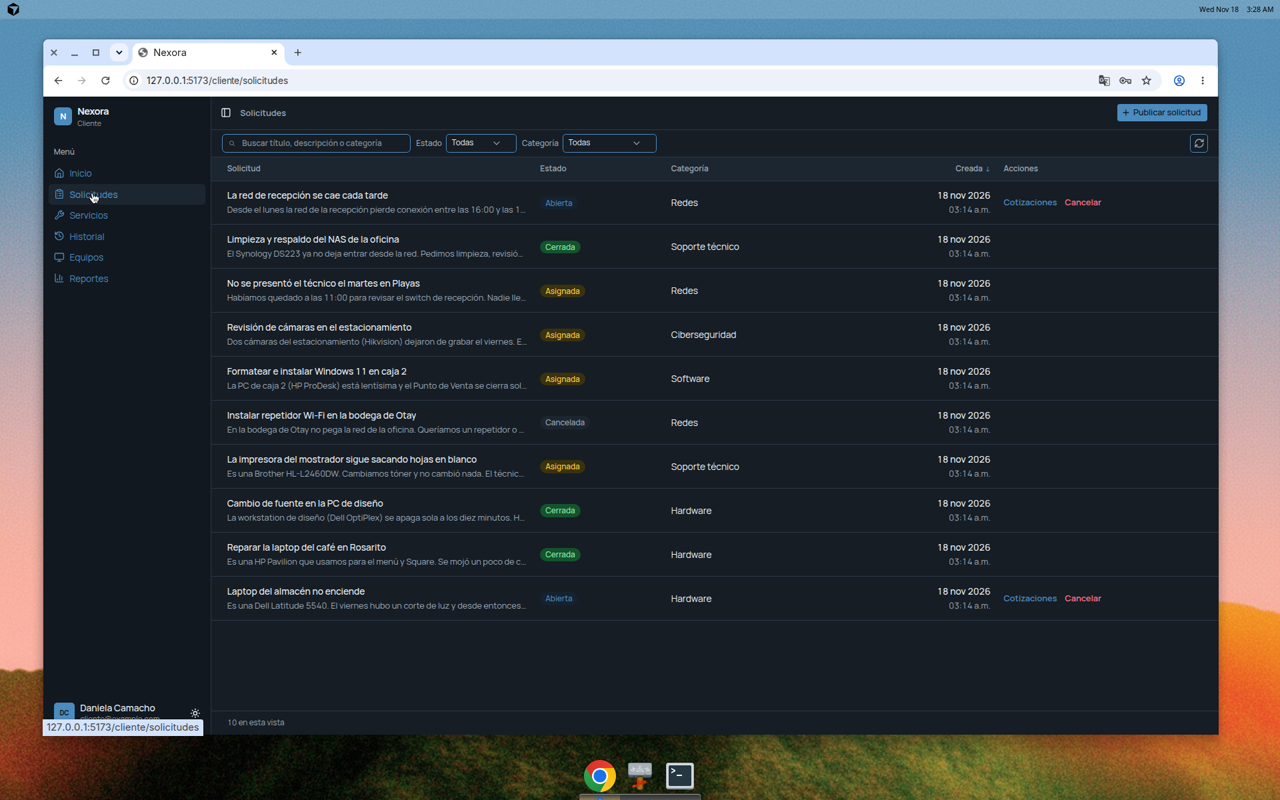 Wed Nov 18 3:28 AM
Nexora
127.0.0.1:5173/cliente/solicitudes
N
Nexora
Cliente
Solicitudes
+ Publicar solicitud
Menú
Inicio
Solicitudes
Servicios
Historial
Equipos
Reportes
Buscar título, descripción o categoría
Estado
Todas
Categoría
Todas
Solicitud Estado Categoría Creada ↓ Acciones
La red de recepción se cae cada tarde
Desde el lunes la red de la recepción pierde conexión entre las 16:00 y las 1...
Abierta
Redes
18 nov 2026
03:14 a.m.
Cotizaciones Cancelar
Limpieza y respaldo del NAS de la oficina
El Synology DS223 ya no deja entrar desde la red. Pedimos limpieza, revisió...
Cerrada
Soporte técnico
18 nov 2026
03:14 a.m.
No se presentó el técnico el martes en Playas
Habíamos quedado a las 11:00 para revisar el switch de recepción. Nadie lle...
Asignada
Redes
18 nov 2026
03:14 a.m.
Revisión de cámaras en el estacionamiento
Dos cámaras del estacionamiento (Hikvision) dejaron de grabar el viernes. E...
Asignada
Ciberseguridad
18 nov 2026
03:14 a.m.
Formatear e instalar Windows 11 en caja 2
La PC de caja 2 (HP ProDesk) está lentísima y el Punto de Venta se cierra sol...
Asignada
Software
18 nov 2026
03:14 a.m.
Instalar repetidor Wi-Fi en la bodega de Otay
En la bodega de Otay no pega la red de la oficina. Queríamos un repetidor o ...
Cancelada
Redes
18 nov 2026
03:14 a.m.
La impresora del mostrador sigue sacando hojas en blanco
Es una Brother HL-L2460DW. Cambiamos tóner y no cambió nada. El técnic...
Asignada
Soporte técnico
18 nov 2026
03:14 a.m.
Cambio de fuente en la PC de diseño
La workstation de diseño (Dell OptiPlex) se apaga sola a los diez minutos. H...
Cerrada
Hardware
18 nov 2026
03:14 a.m.
Reparar la laptop del café en Rosarito
Es una HP Pavilion que usamos para el menú y Square. Se mojó un poco de c...
Cerrada
Hardware
18 nov 2026
03:14 a.m.
Laptop del almacén no enciende
Es una Dell Latitude 5540. El viernes hubo un corte de luz y desde entonces...
Abierta
Hardware
18 nov 2026
03:14 a.m.
Cotizaciones Cancelar
DC
Daniela Camacho
127.0.0.1:5173/cliente/solicitudes
10 en esta vista